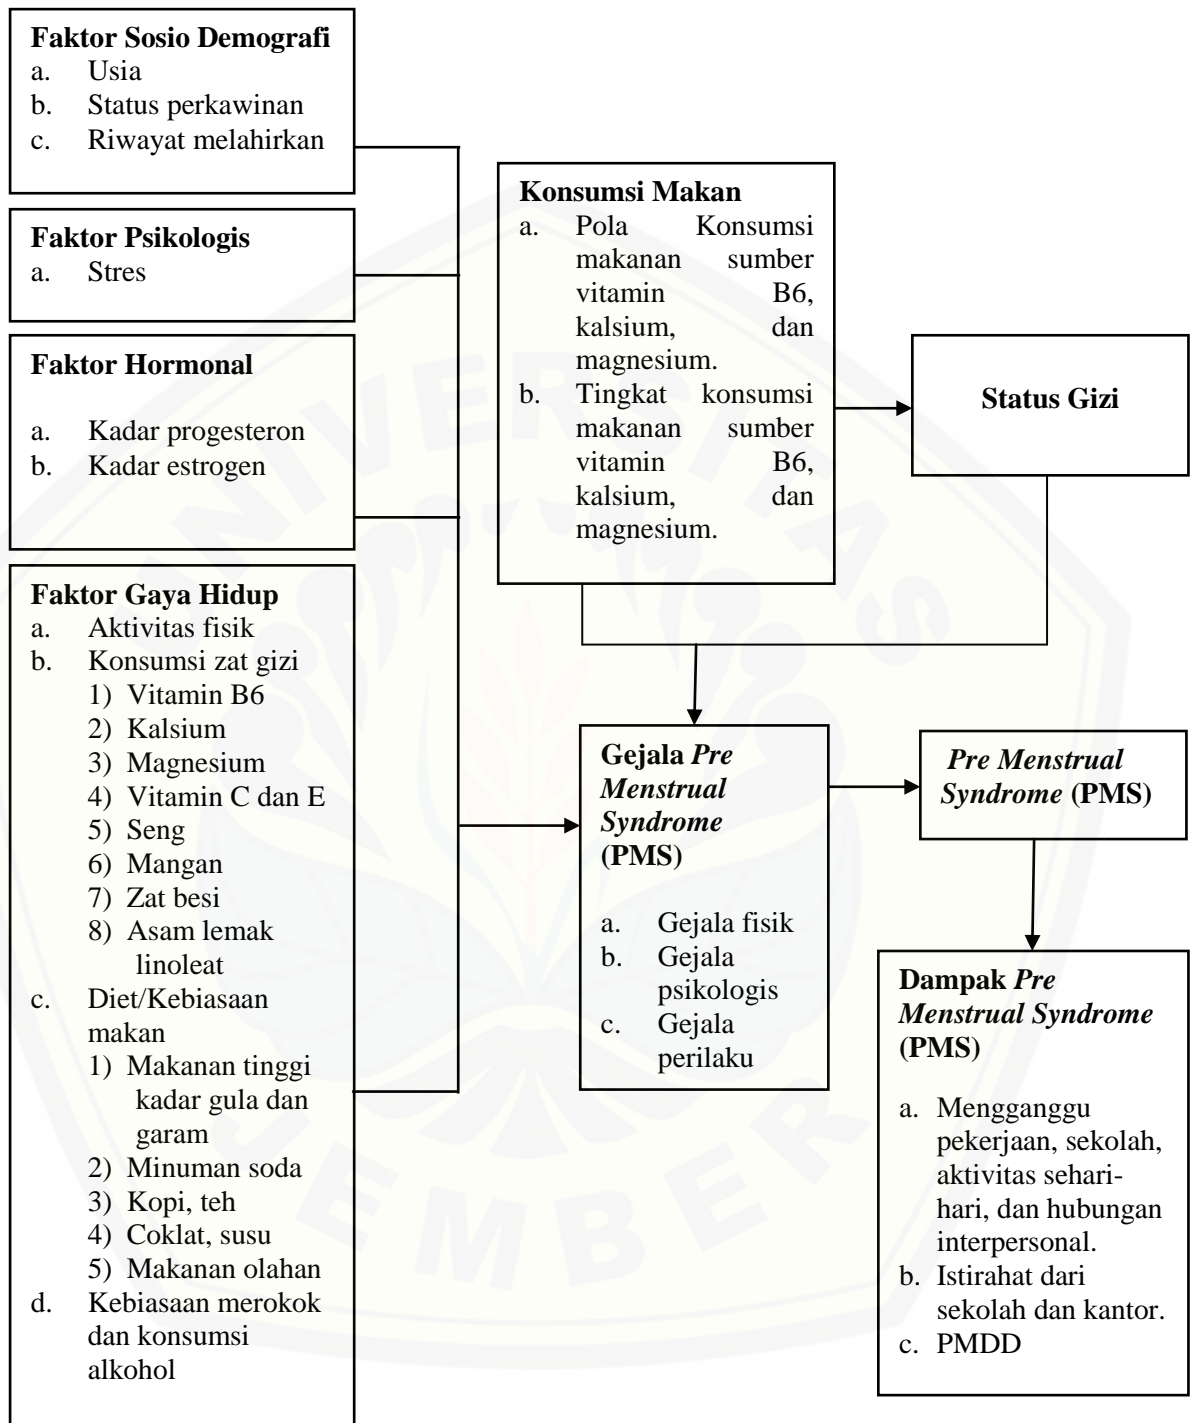 Faktor Sosio Demografi
a. Usia
b. Status perkawinan
c. Riwayat melahirkan
Faktor Psikologis
a. Stres
Faktor Hormonal
a. Kadar progesteron
b. Kadar estrogen
Faktor Gaya Hidup
a. Aktivitas fisik
b. Konsumsi zat gizi
1) Vitamin B6
2) Kalsium
3) Magnesium
4) Vitamin C dan E
5) Seng
6) Mangan
7) Zat besi
8) Asam lemak
linoleat
c. Diet/Kebiasaan
makan
1) Makanan tinggi
kadar gula dan
garam
2) Minuman soda
3) Kopi, teh
4) Coklat, susu
5) Makanan olahan
d. Kebiasaan merokok
dan konsumsi
alkohol
Konsumsi Makan
a. Pola Konsumsi
makanan sumber
vitamin B6,
kalsium, dan
magnesium.
b. Tingkat konsumsi
makanan sumber
vitamin B6,
kalsium, dan
magnesium.
Status Gizi
Gejala Pre
Menstrual
Syndrome
(PMS)
a. Gejala fisik
b. Gejala
psikologis
c. Gejala
perilaku
Pre Menstrual
Syndrome (PMS)
Dampak Pre
Menstrual Syndrome
(PMS)
a. Mengganggu
pekerjaan, sekolah,
aktivitas sehari-
hari, dan hubungan
interpersonal.
b. Istirahat dari
sekolah dan kantor.
c. PMDD
UNIVERSITAS
JEMBER